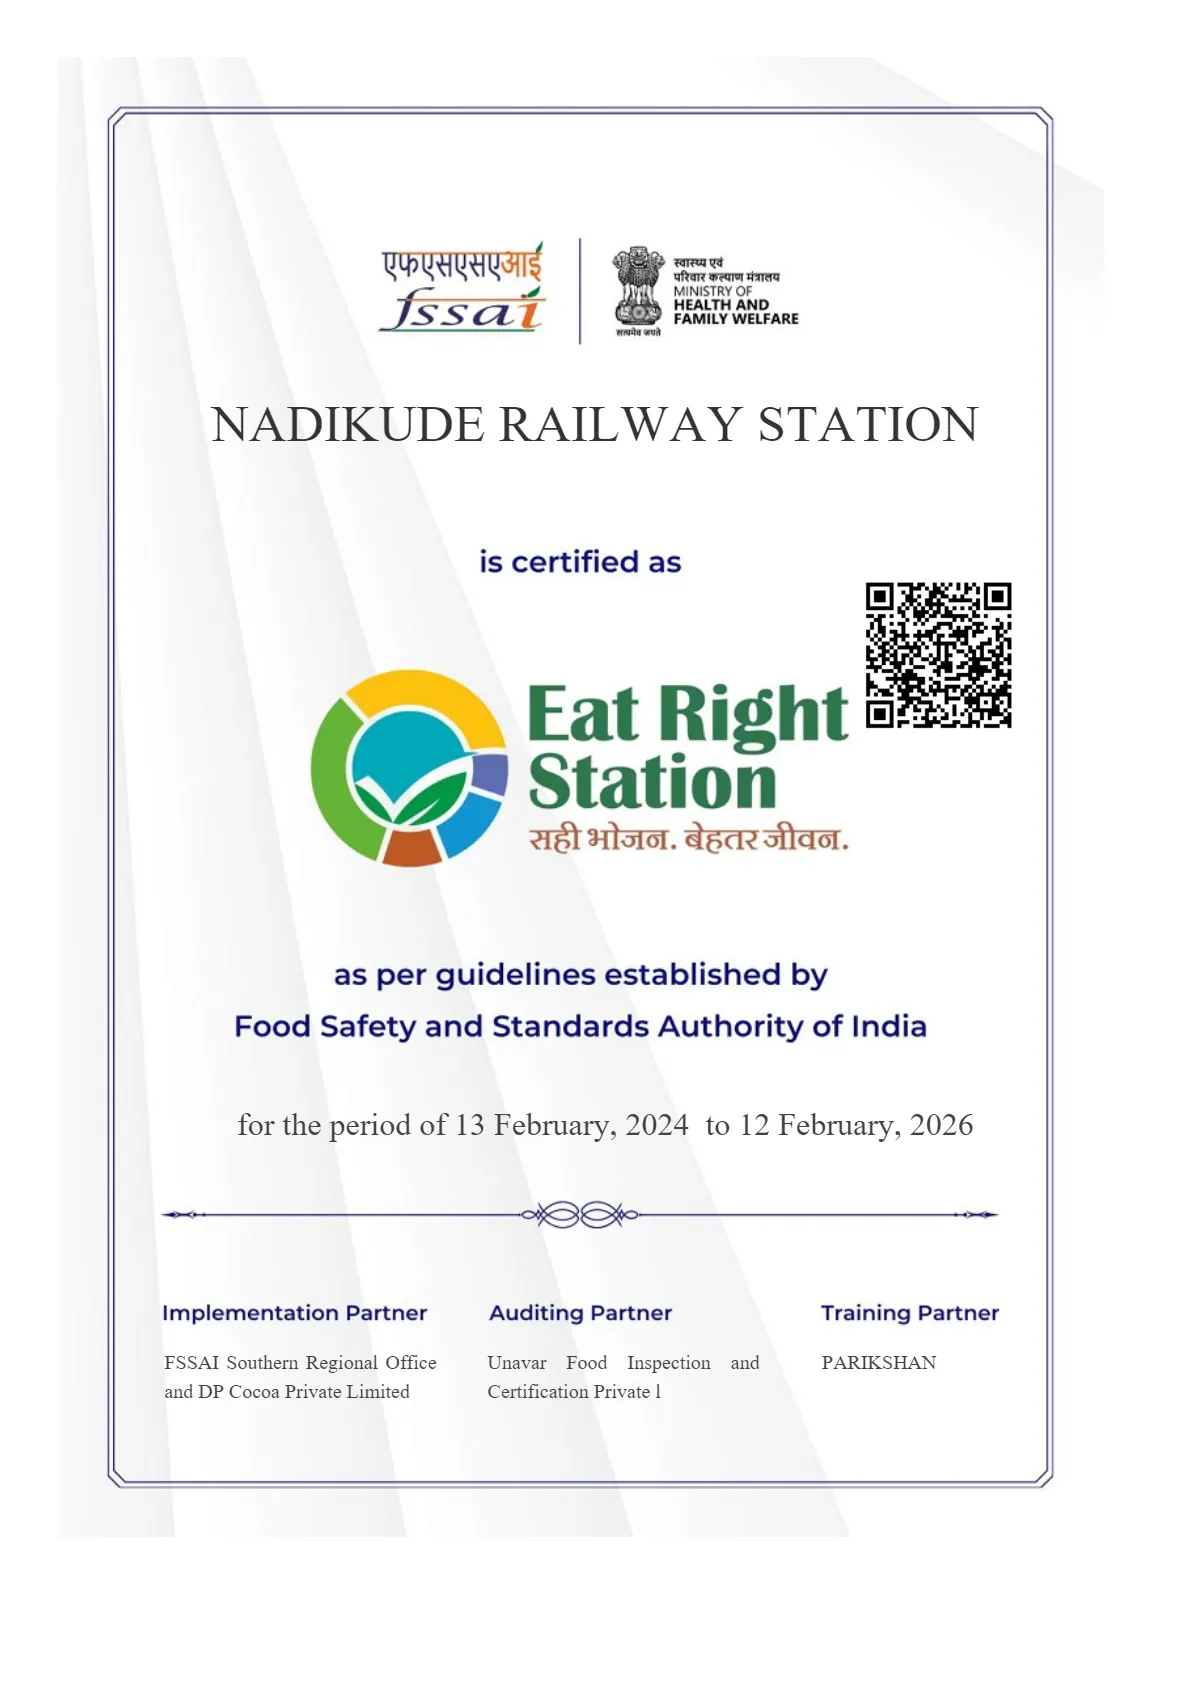 एफएसएसएआई
fssai
सत्यमेव जयते
स्वास्थ्य एवं
परिवार कल्याण मंत्रालय
MINISTRY OF
HEALTH AND
FAMILY WELFARE
NADIKUDE RAILWAY STATION
is certified as
Eat Right
Station
सही भोजन. बेहतर जीवन.
as per guidelines established by
Food Safety and Standards Authority of India
for the period of 13 February, 2024 to 12 February, 2026
Implementation Partner
FSSAI Southern Regional Office
and DP Cocoa Private Limited
Auditing Partner
Unavar Food Inspection and
Certification Private l
Training Partner
PARIKSHAN